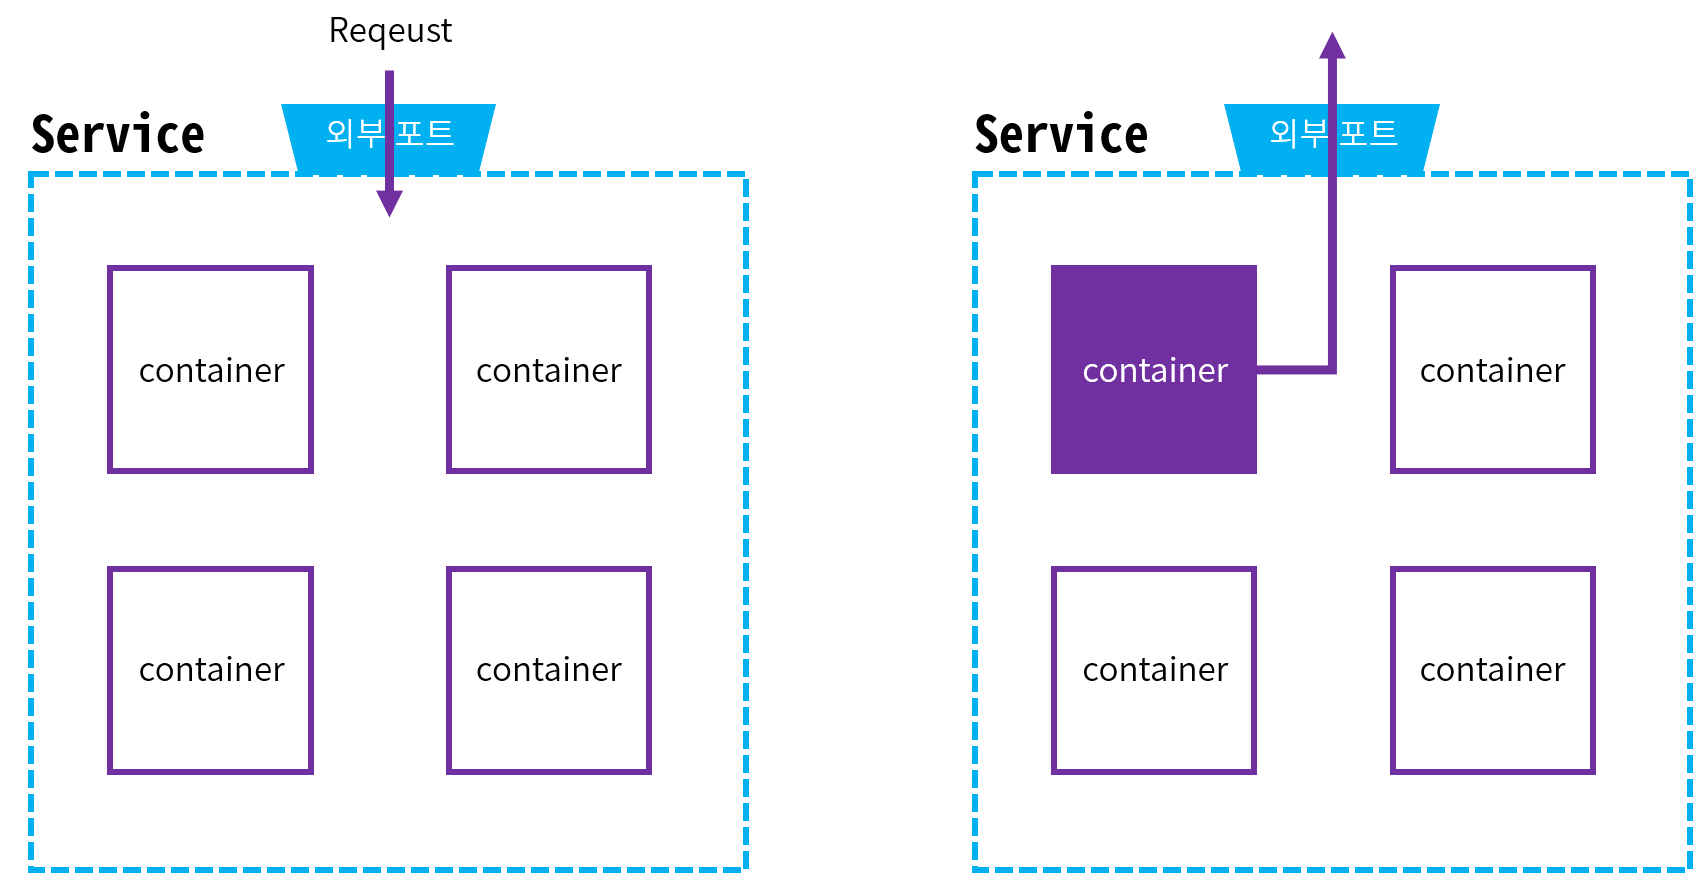 Reqeust
Service
외부 포트
container
container
container
container
Service
외부 포트
container
container
container
container